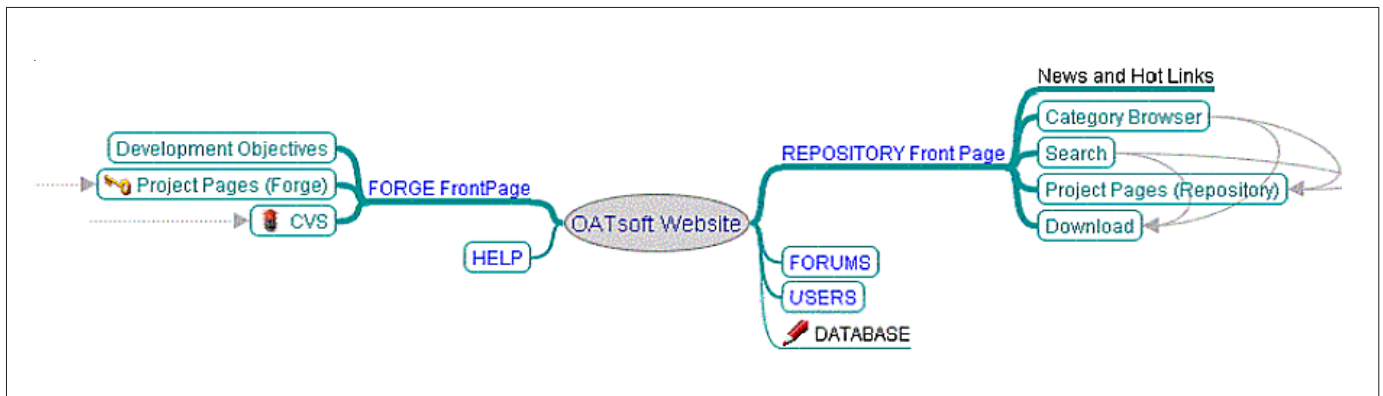 News and Hot Links
Category Browser
Development Objectives
REPOSITORY Front Page
Search
Project Pages (Forge)
FORGE FrontPage
Project Pages (Repository)
CVS
OATsoft Website
Download
HELP
FORUMS
USERS
DATABASE